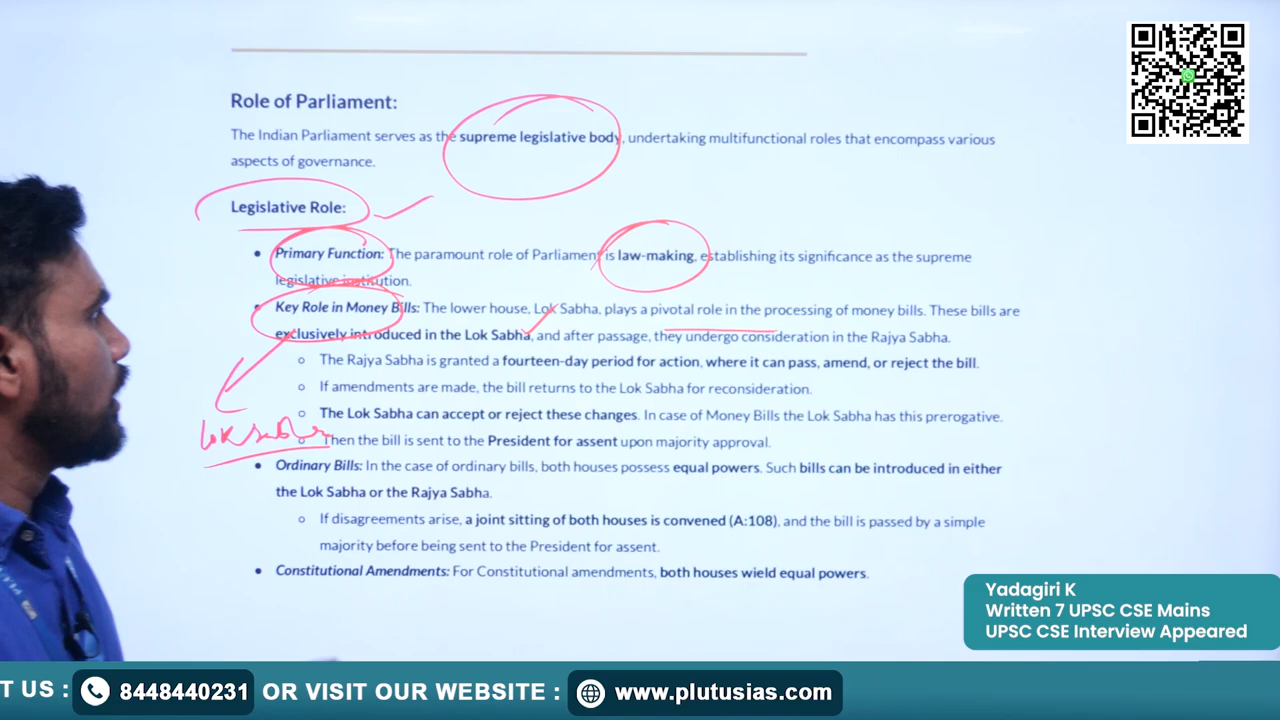 Role of Parliament:
The Indian Parliament serves as the supreme legislative body, undertaking multifunctional roles that encompass various
aspects of governance.
Legislative Role:
Primary Function: The paramount role of Parliament is law-making, establishing its significance as the supreme
legislative institution.
Key Role in Money Bills: The lower house, Lok Sabha, plays a pivotal role in the processing of money bills. These bills are
exclusively introduced in the Lok Sabha, and after passage, they undergo consideration in the Rajya Sabha.
The Rajya Sabha is granted a fourteen-day period for action, where it can pass, amend, or reject the bill.
If amendments are made, the bill returns to the Lok Sabha for reconsideration.
The Lok Sabha can accept or reject these changes. In case of Money Bills the Lok Sabha has this prerogative.
Lok Sabha
Then the bill is sent to the President for assent upon majority approval.
Ordinary Bills: In the case of ordinary bills, both houses possess equal powers. Such bills can be introduced in either
the Lok Sabha or the Rajya Sabha.
If disagreements arise, a joint sitting of both houses is convened (A:108), and the bill is passed by a simple
majority before being sent to the President for assent.
Constitutional Amendments: For Constitutional amendments, both houses wield equal powers.
Yadagiri K
Written 7 UPSC CSE Mains
UPSC CSE Interview Appeared
T US : 8448440231 OR VISIT OUR WEBSITE : www.plutusias.com